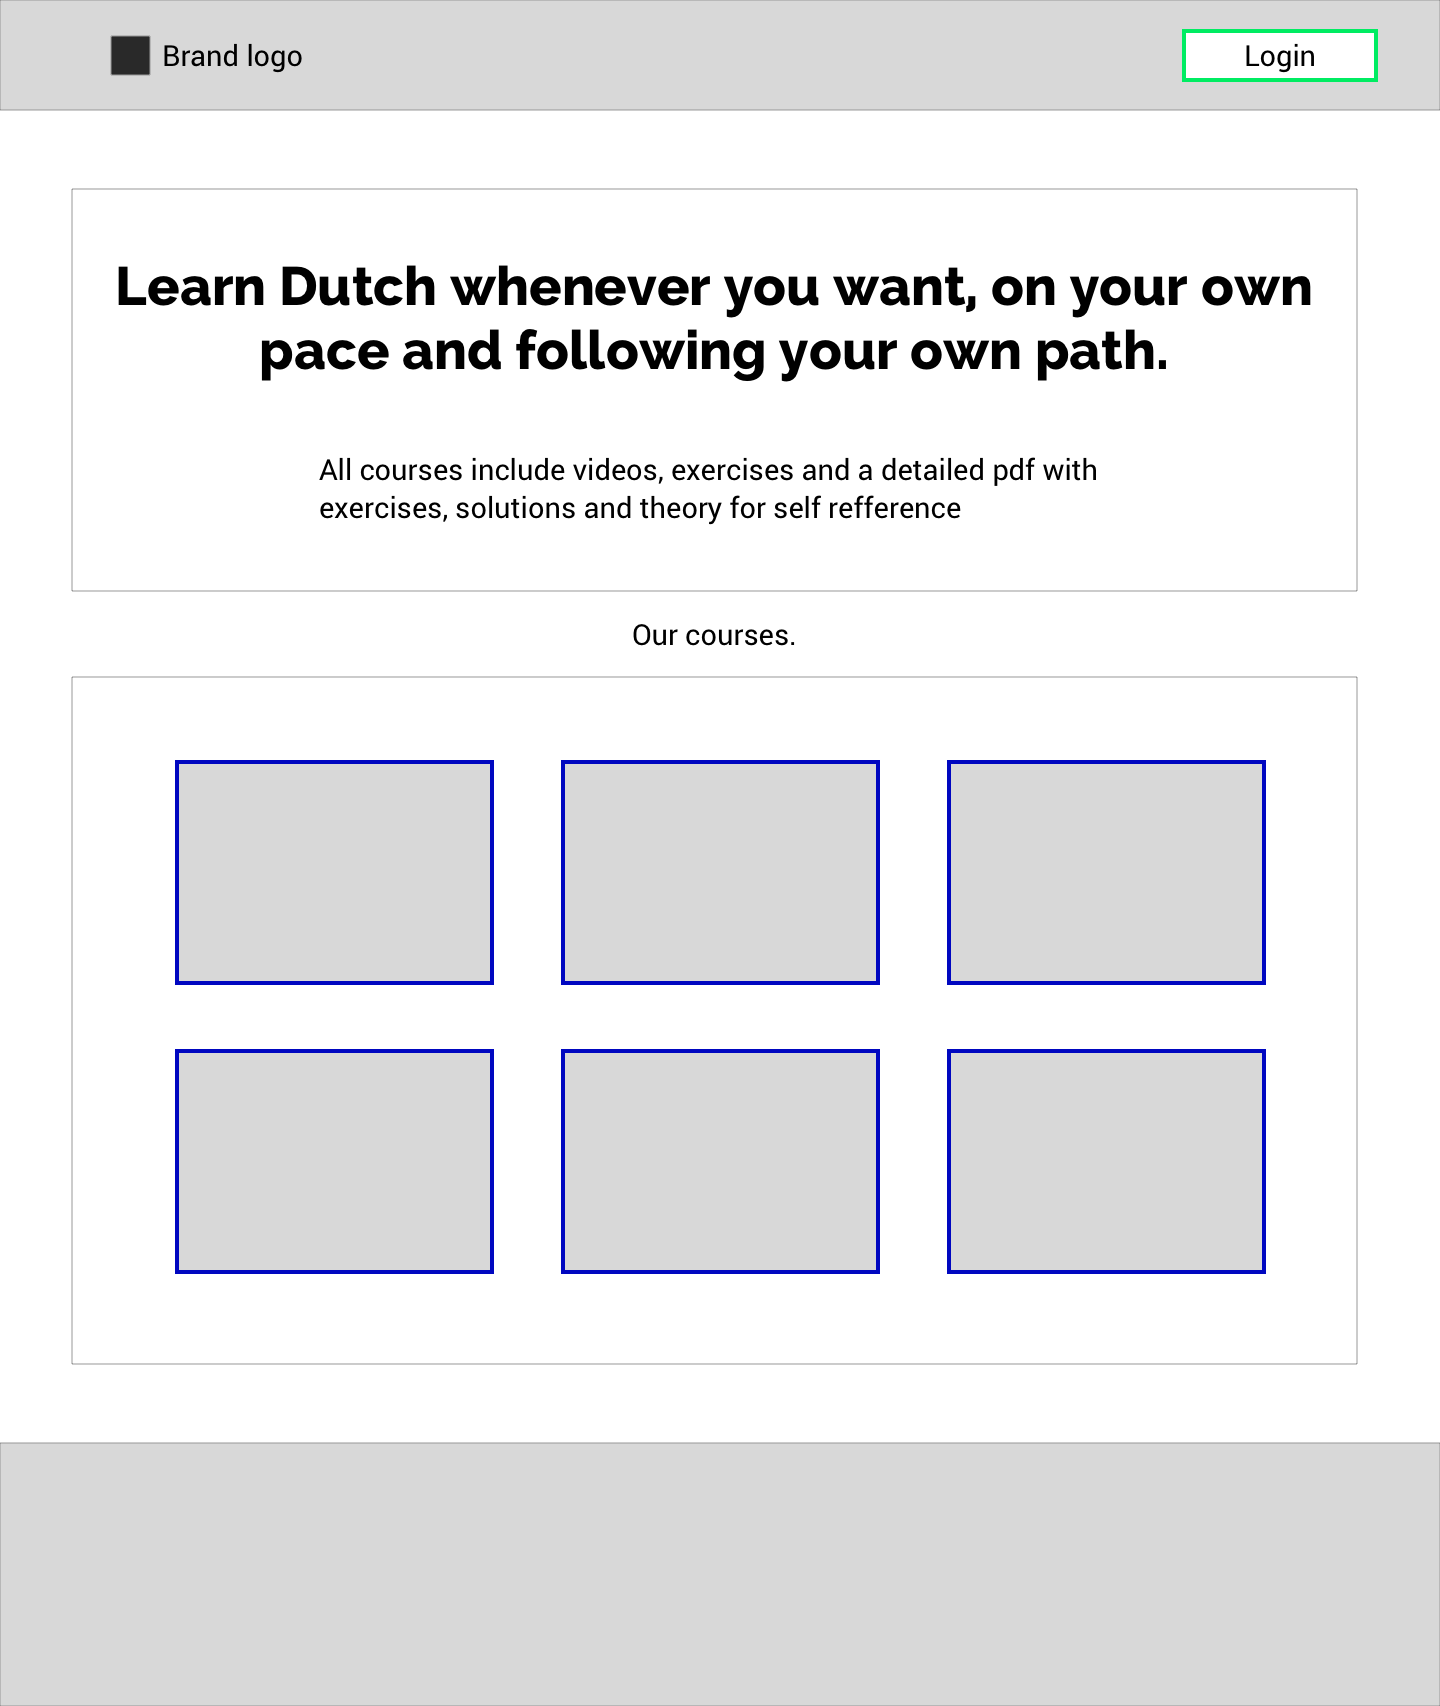 Brand logo
Login
Learn Dutch whenever you want, on your own
pace and following your own path.
All courses include videos, exercises and a detailed pdf with
exercises, solutions and theory for self refference
Our courses.